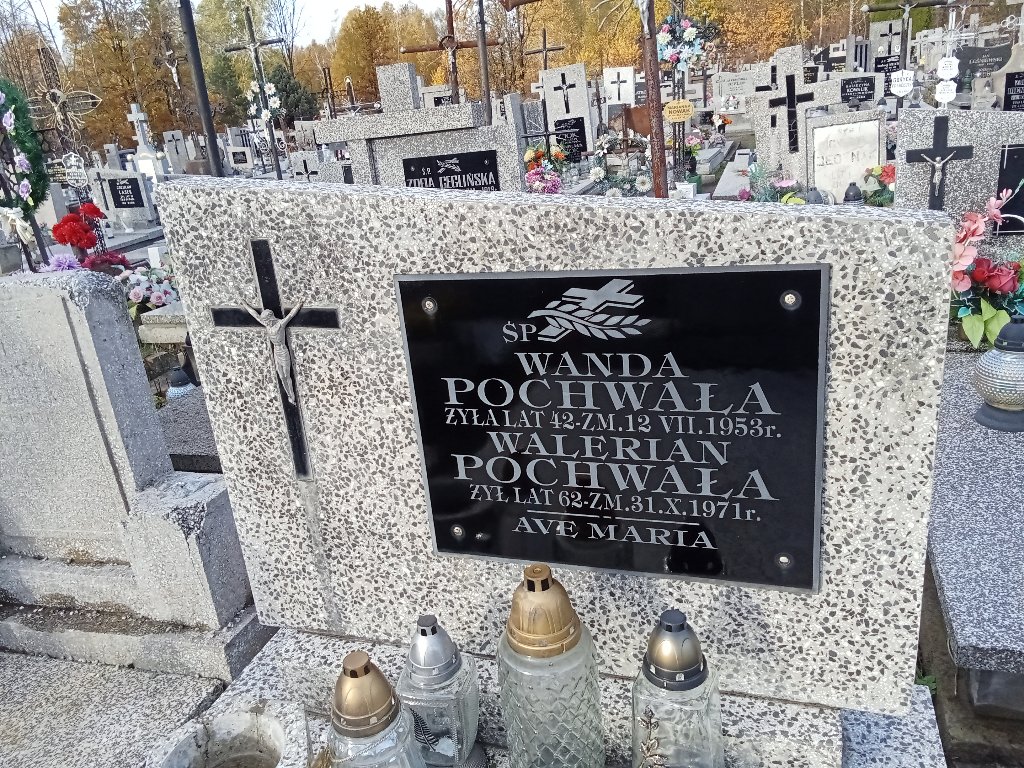 ŚP
WANDA
POCHWAŁA
ŻYŁA LAT 42-ZM.12 VII.1953r.
WALERIAN
POCHWAŁA
ŻYŁ LAT 62-ZM.31.X.1971r.
AVE MARIA
Ś.P.
ZOFIA CEGLIŃSKA